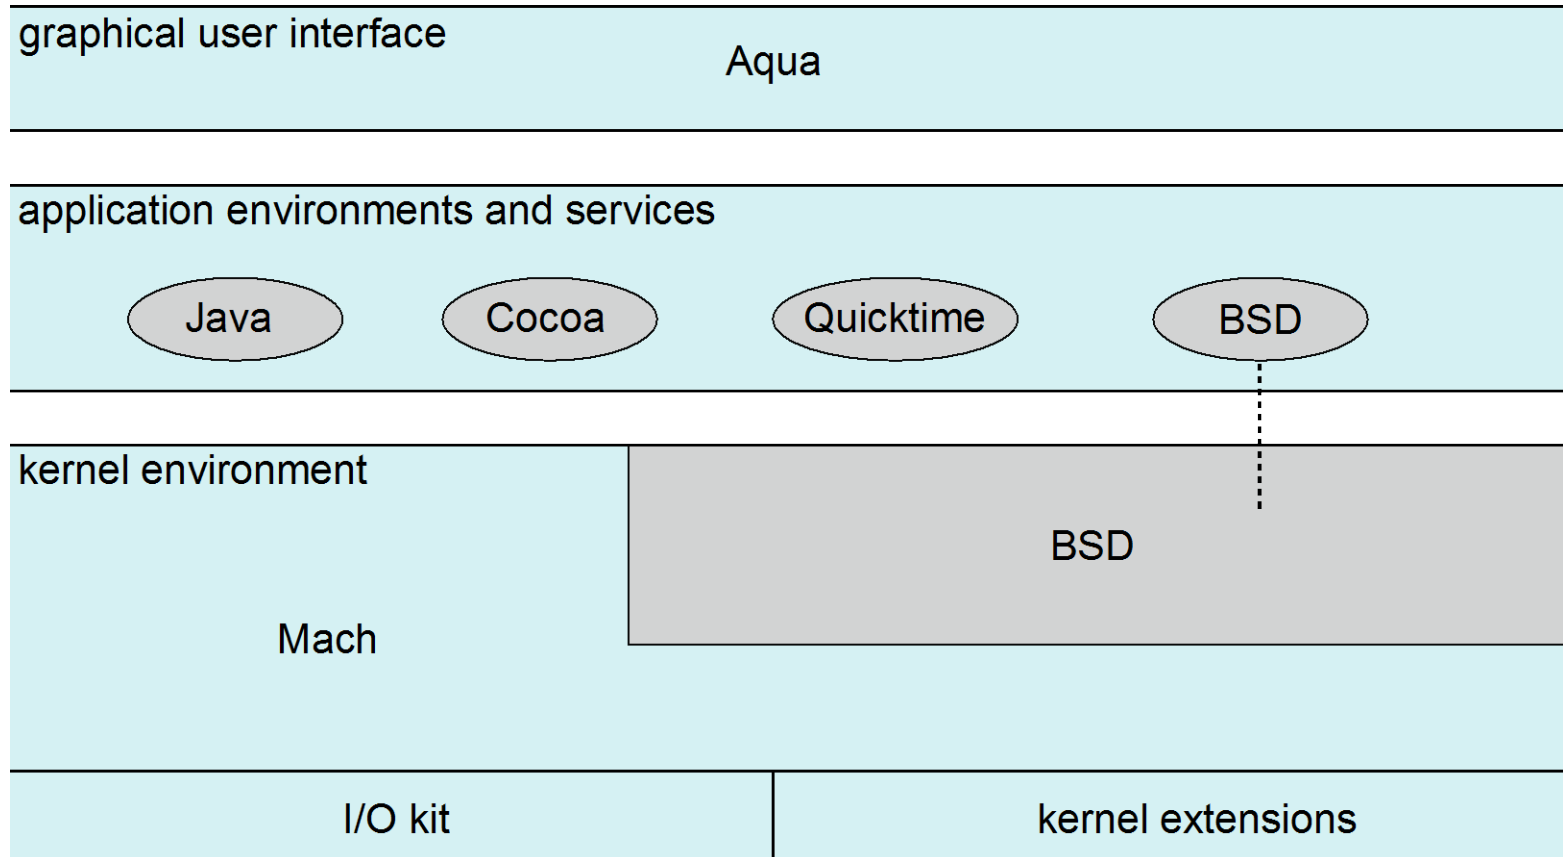 graphical user interface
Aqua
application environments and services
Java
Cocoa
Quicktime
BSD
kernel environment
BSD
Mach
I/O kit
kernel extensions